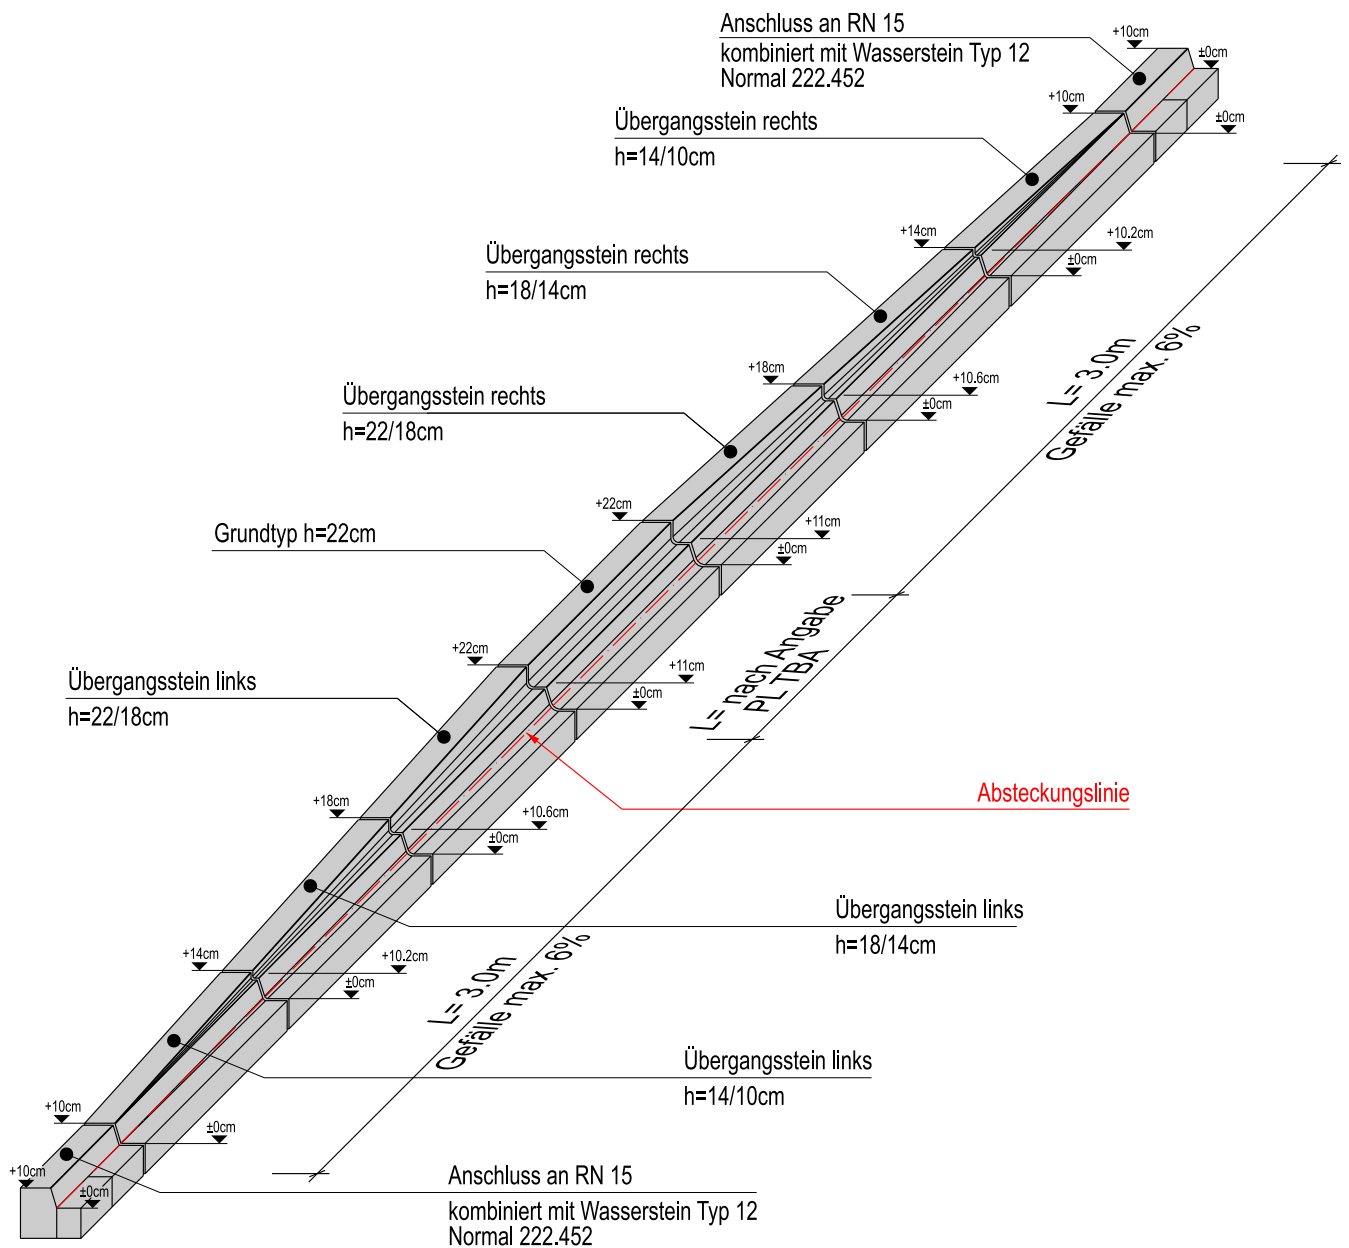 Anschluss an RN 15
kombiniert mit Wasserstein Typ 12
Normal 222.452
+10cm
±0cm
+10cm
±0cm
Übergangsstein rechts
h=14/10cm
+14cm
+10.2cm
±0cm
Übergangsstein rechts
h=18/14cm
+18cm
+10.6cm
±0cm
L= 3.0m
Gefälle max. 6%
Übergangsstein rechts
h=22/18cm
+22cm
+11cm
±0cm
Grundtyp h=22cm
L= nach Angabe
PL TBA
+22cm
+11cm
±0cm
Übergangsstein links
h=22/18cm
Absteckungslinie
+18cm
+10.6cm
±0cm
Übergangsstein links
h=18/14cm
+14cm
+10.2cm
±0cm
L= 3.0m
Gefälle max. 6%
Übergangsstein links
h=14/10cm
+10cm
±0cm
+10cm
±0cm
Anschluss an RN 15
kombiniert mit Wasserstein Typ 12
Normal 222.452